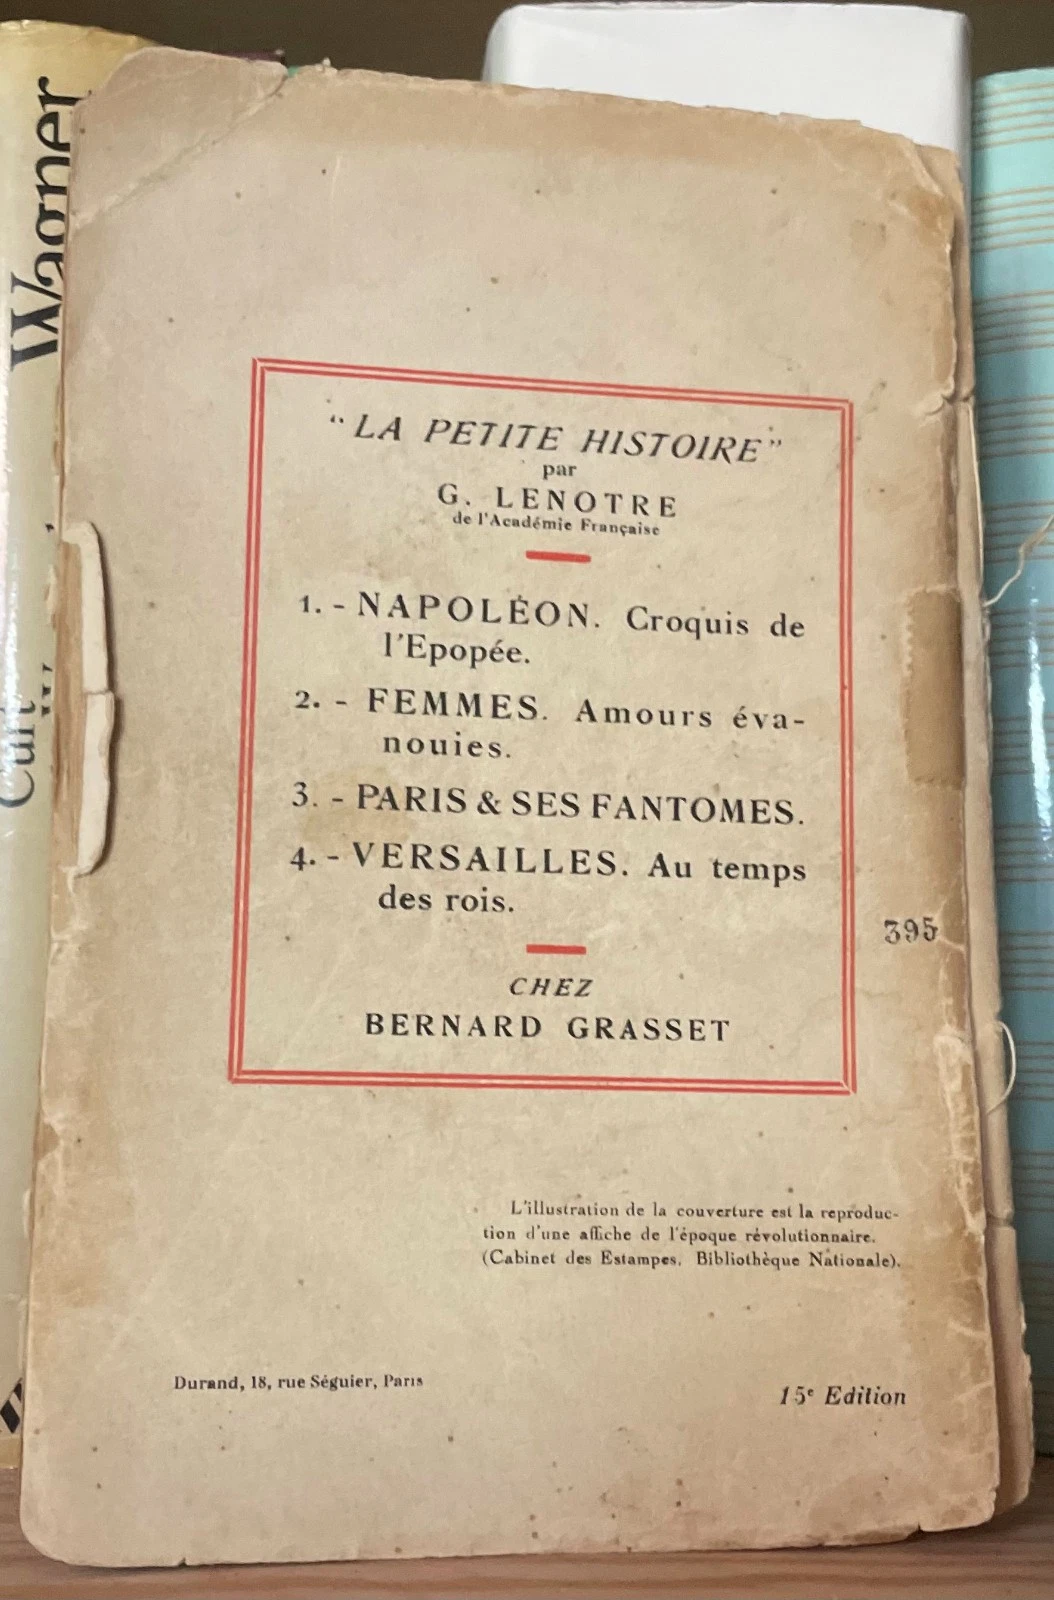 "LA PETITE HISTOIRE"
par
G. LENOTRE
de l'Académie Française
1. - NAPOLÉON. Croquis de
l'Epopée.
2. - FEMMES. Amours éva-
nouies.
3. - PARIS & SES FANTOMES.
4. - VERSAILLES. Au temps
des rois.
395
CHEZ
BERNARD GRASSET
L'illustration de la couverture est la reproduc-
tion d'une affiche de l'époque révolutionnaire.
(Cabinet des Estampes. Bibliothèque Nationale).
Durand, 18, rue Séguier, Paris
15e Edition
Wagner